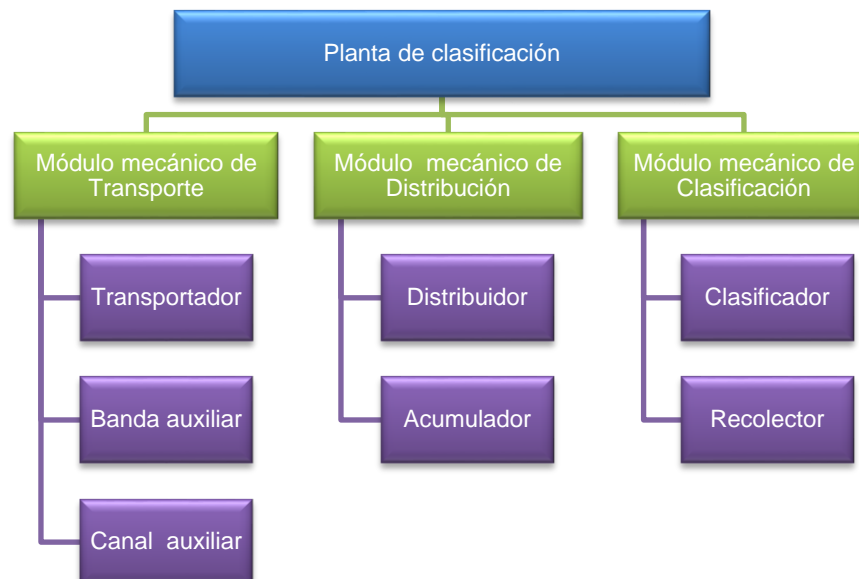 Planta de clasificación
Módulo mecánico de
Transporte
Transportador
Banda auxiliar
Canal auxiliar
Módulo mecánico de
Distribución
Distribuidor
Acumulador
Módulo mecánico de
Clasificación
Clasificador
Recolector